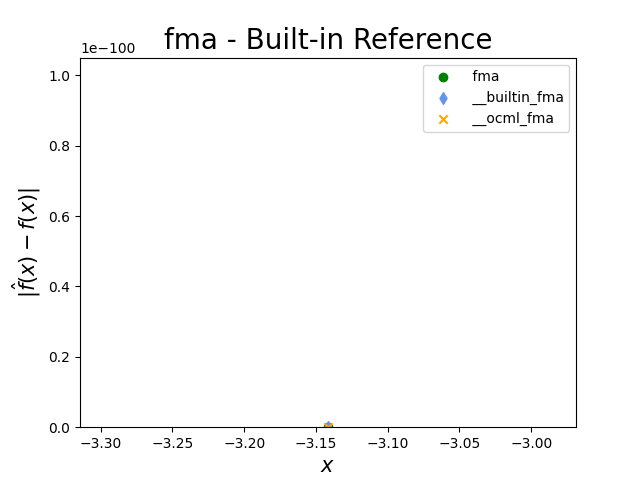 fma - Built-in Reference
1e−100
1.0
0.8
0.6
0.4
0.2
0.0
|f̂(x) − f(x)|
fma
__builtin_fma
__ocml_fma
−3.30
−3.25
−3.20
−3.15
−3.10
−3.05
−3.00
x